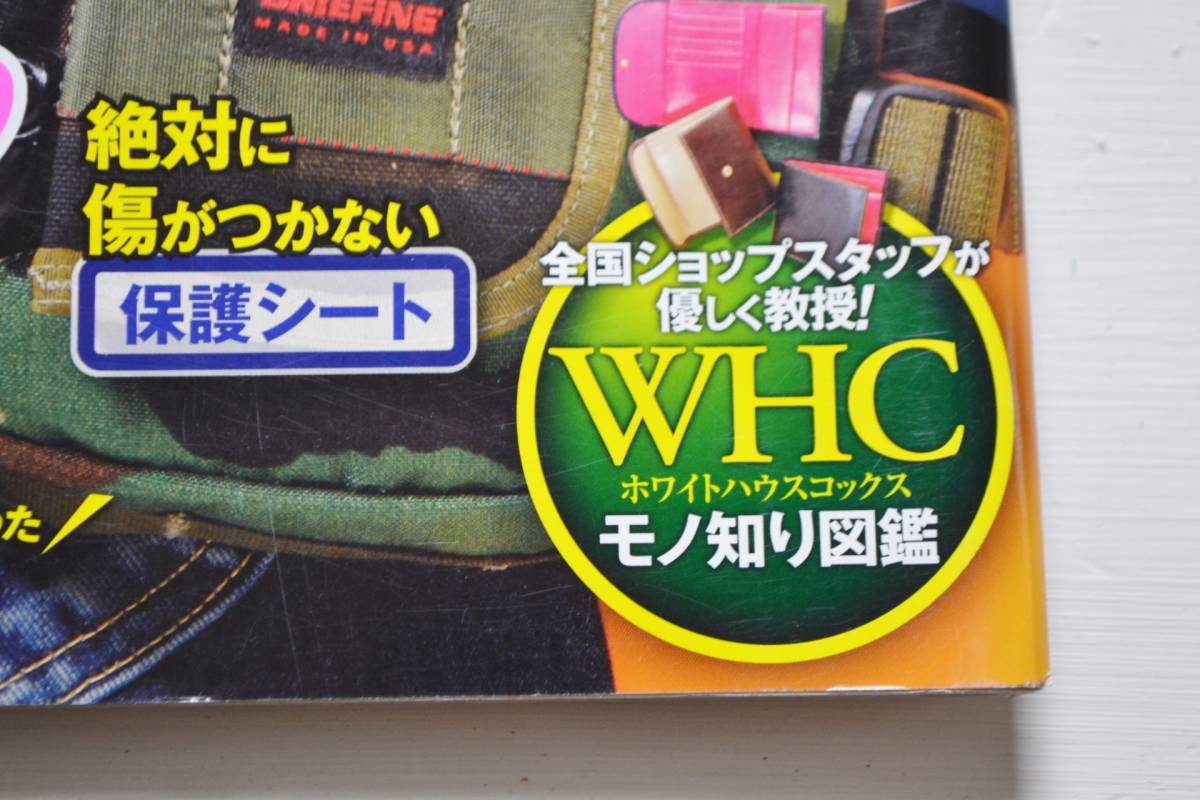 BRIEFING
MADE IN U.S.A
絶対に
傷がつかない
保護シート
全国ショップスタッフが
優しく教授!
WHC
ホワイトハウスコックス
モノ知り図鑑
た